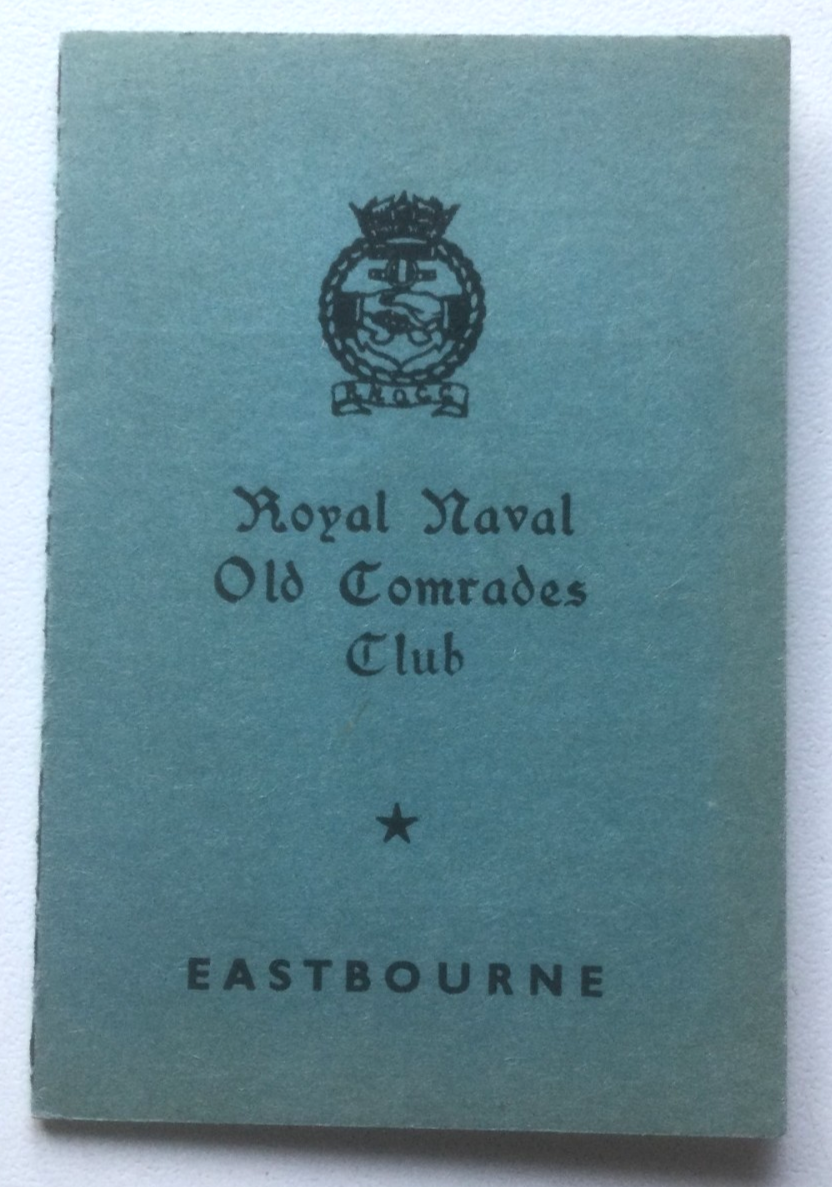 R.N.O.C.C.
Royal Naval
Old Comrades
Club
EASTBOURNE